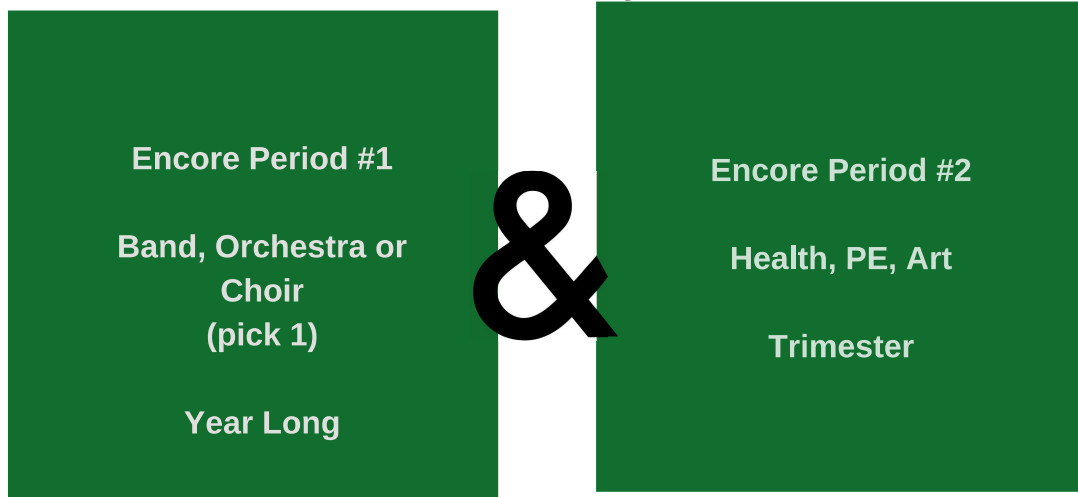 Encore Period #1
Band, Orchestra or
Choir
(pick 1)
Year Long
&
Encore Period #2
Health, PE, Art
Trimester